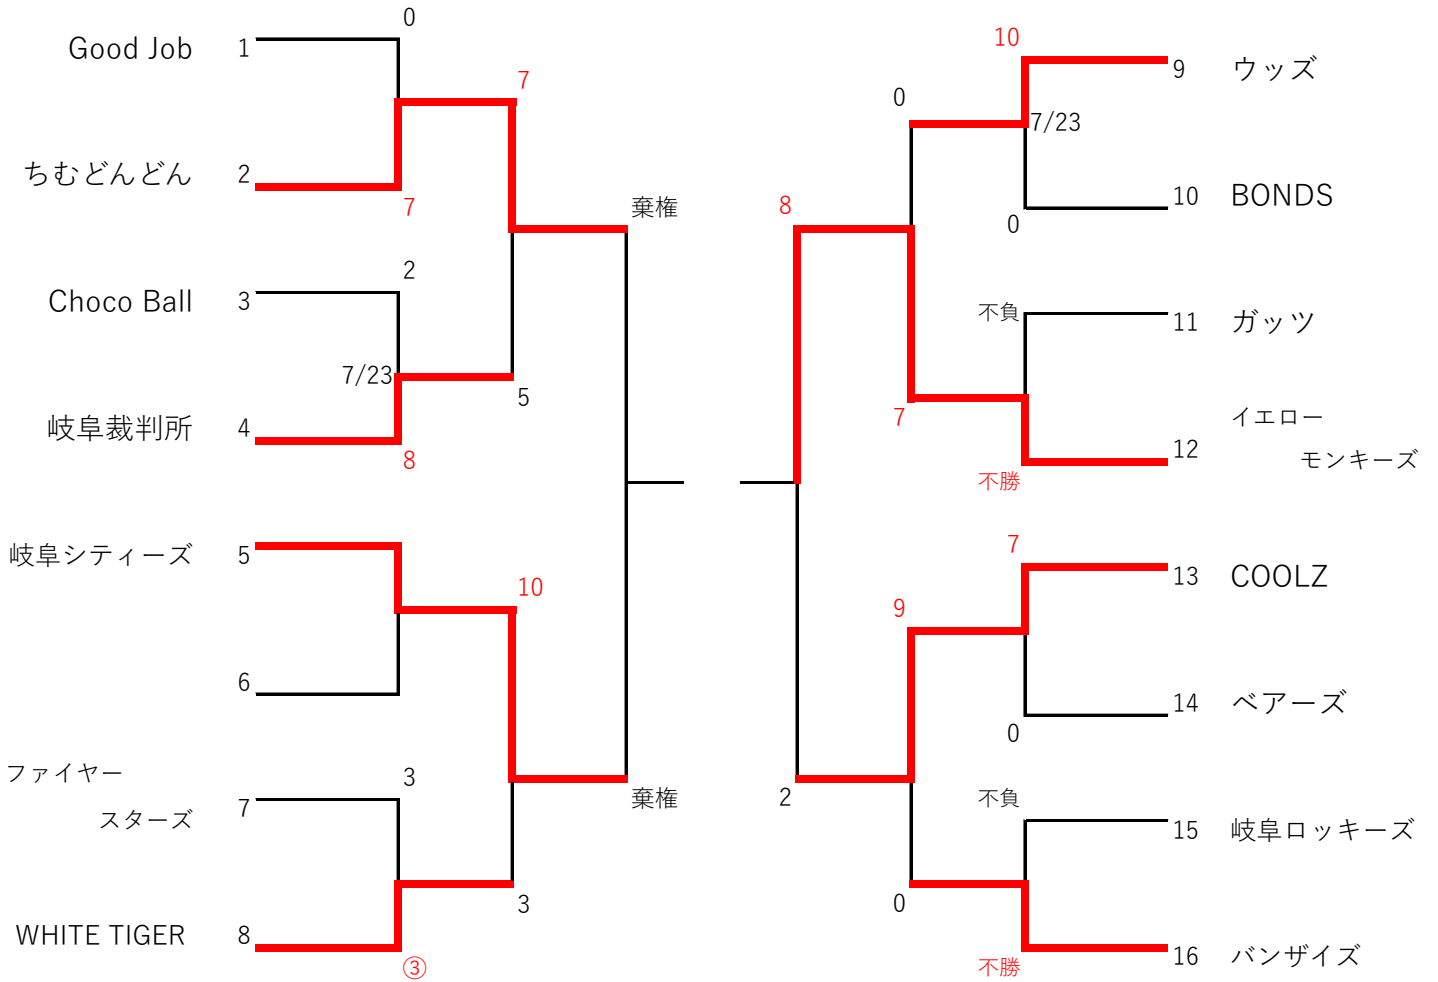 0
Good Job 1
7
ちむどんどん 2
7
棄権
2
Choco Ball 3
7/23
5
岐阜裁判所 4
8
岐阜シティーズ 5
10
6
ファイヤー
スターズ 7
3
棄権
3
WHITE TIGER 8
③
10
9 ウッズ
0
7/23
10 BONDS
0
8
不負
11 ガッツ
7
イエロー
モンキーズ
12
不勝
7
13 COOLZ
9
14 ベアーズ
0
2
不負
15 岐阜ロッキーズ
0
16 バンザイズ
不勝